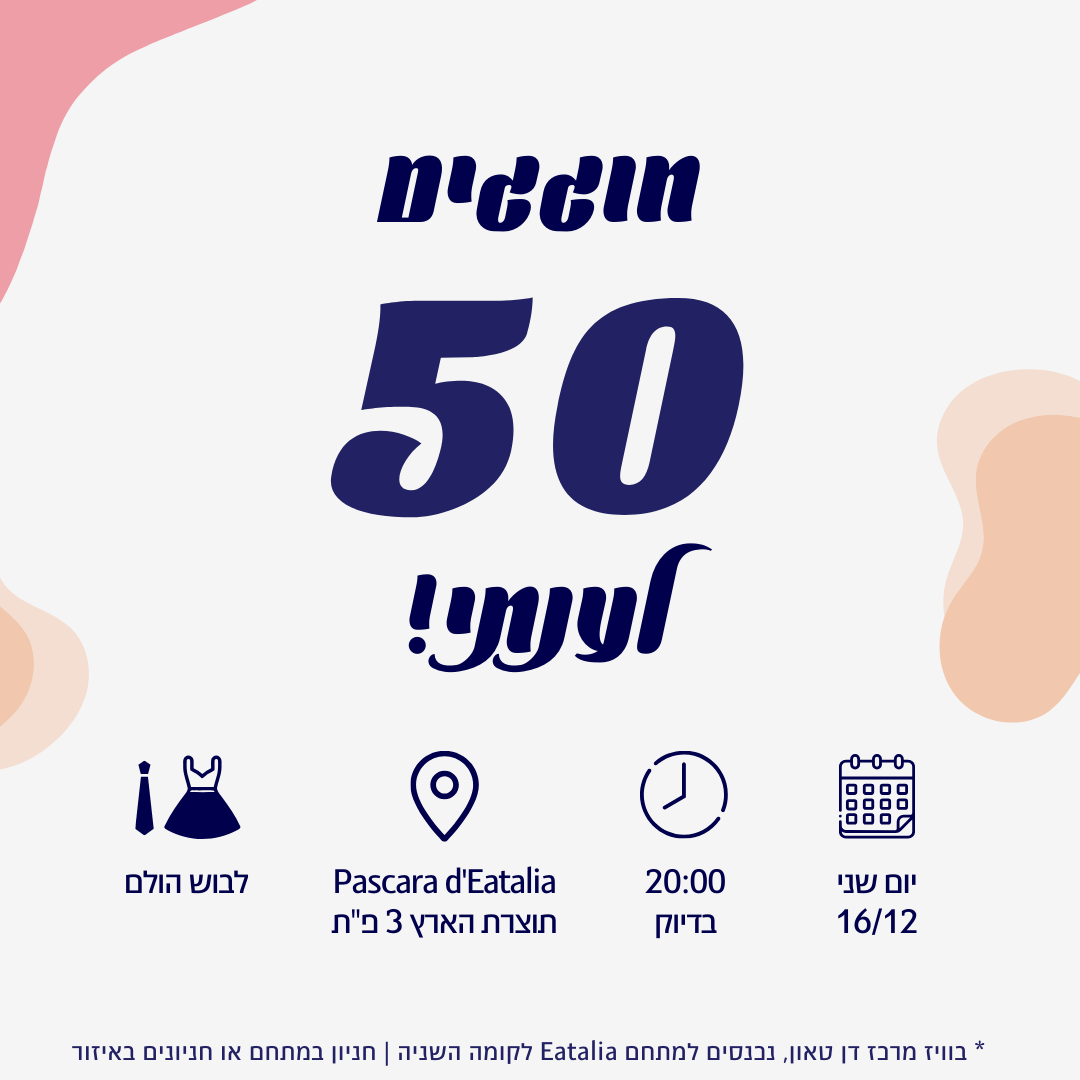 חוגגים
50
לענמי!
יום שני
16/12
20:00
בדיוק
Pascara d'Eatalia
תוצרת הארץ 3 פ"ת
לבוש הולם
* בוויז מרכז דן טאון, נכנסים למתחם Eatalia לקומה השניה | חניון במתחם או חניונים באיזור